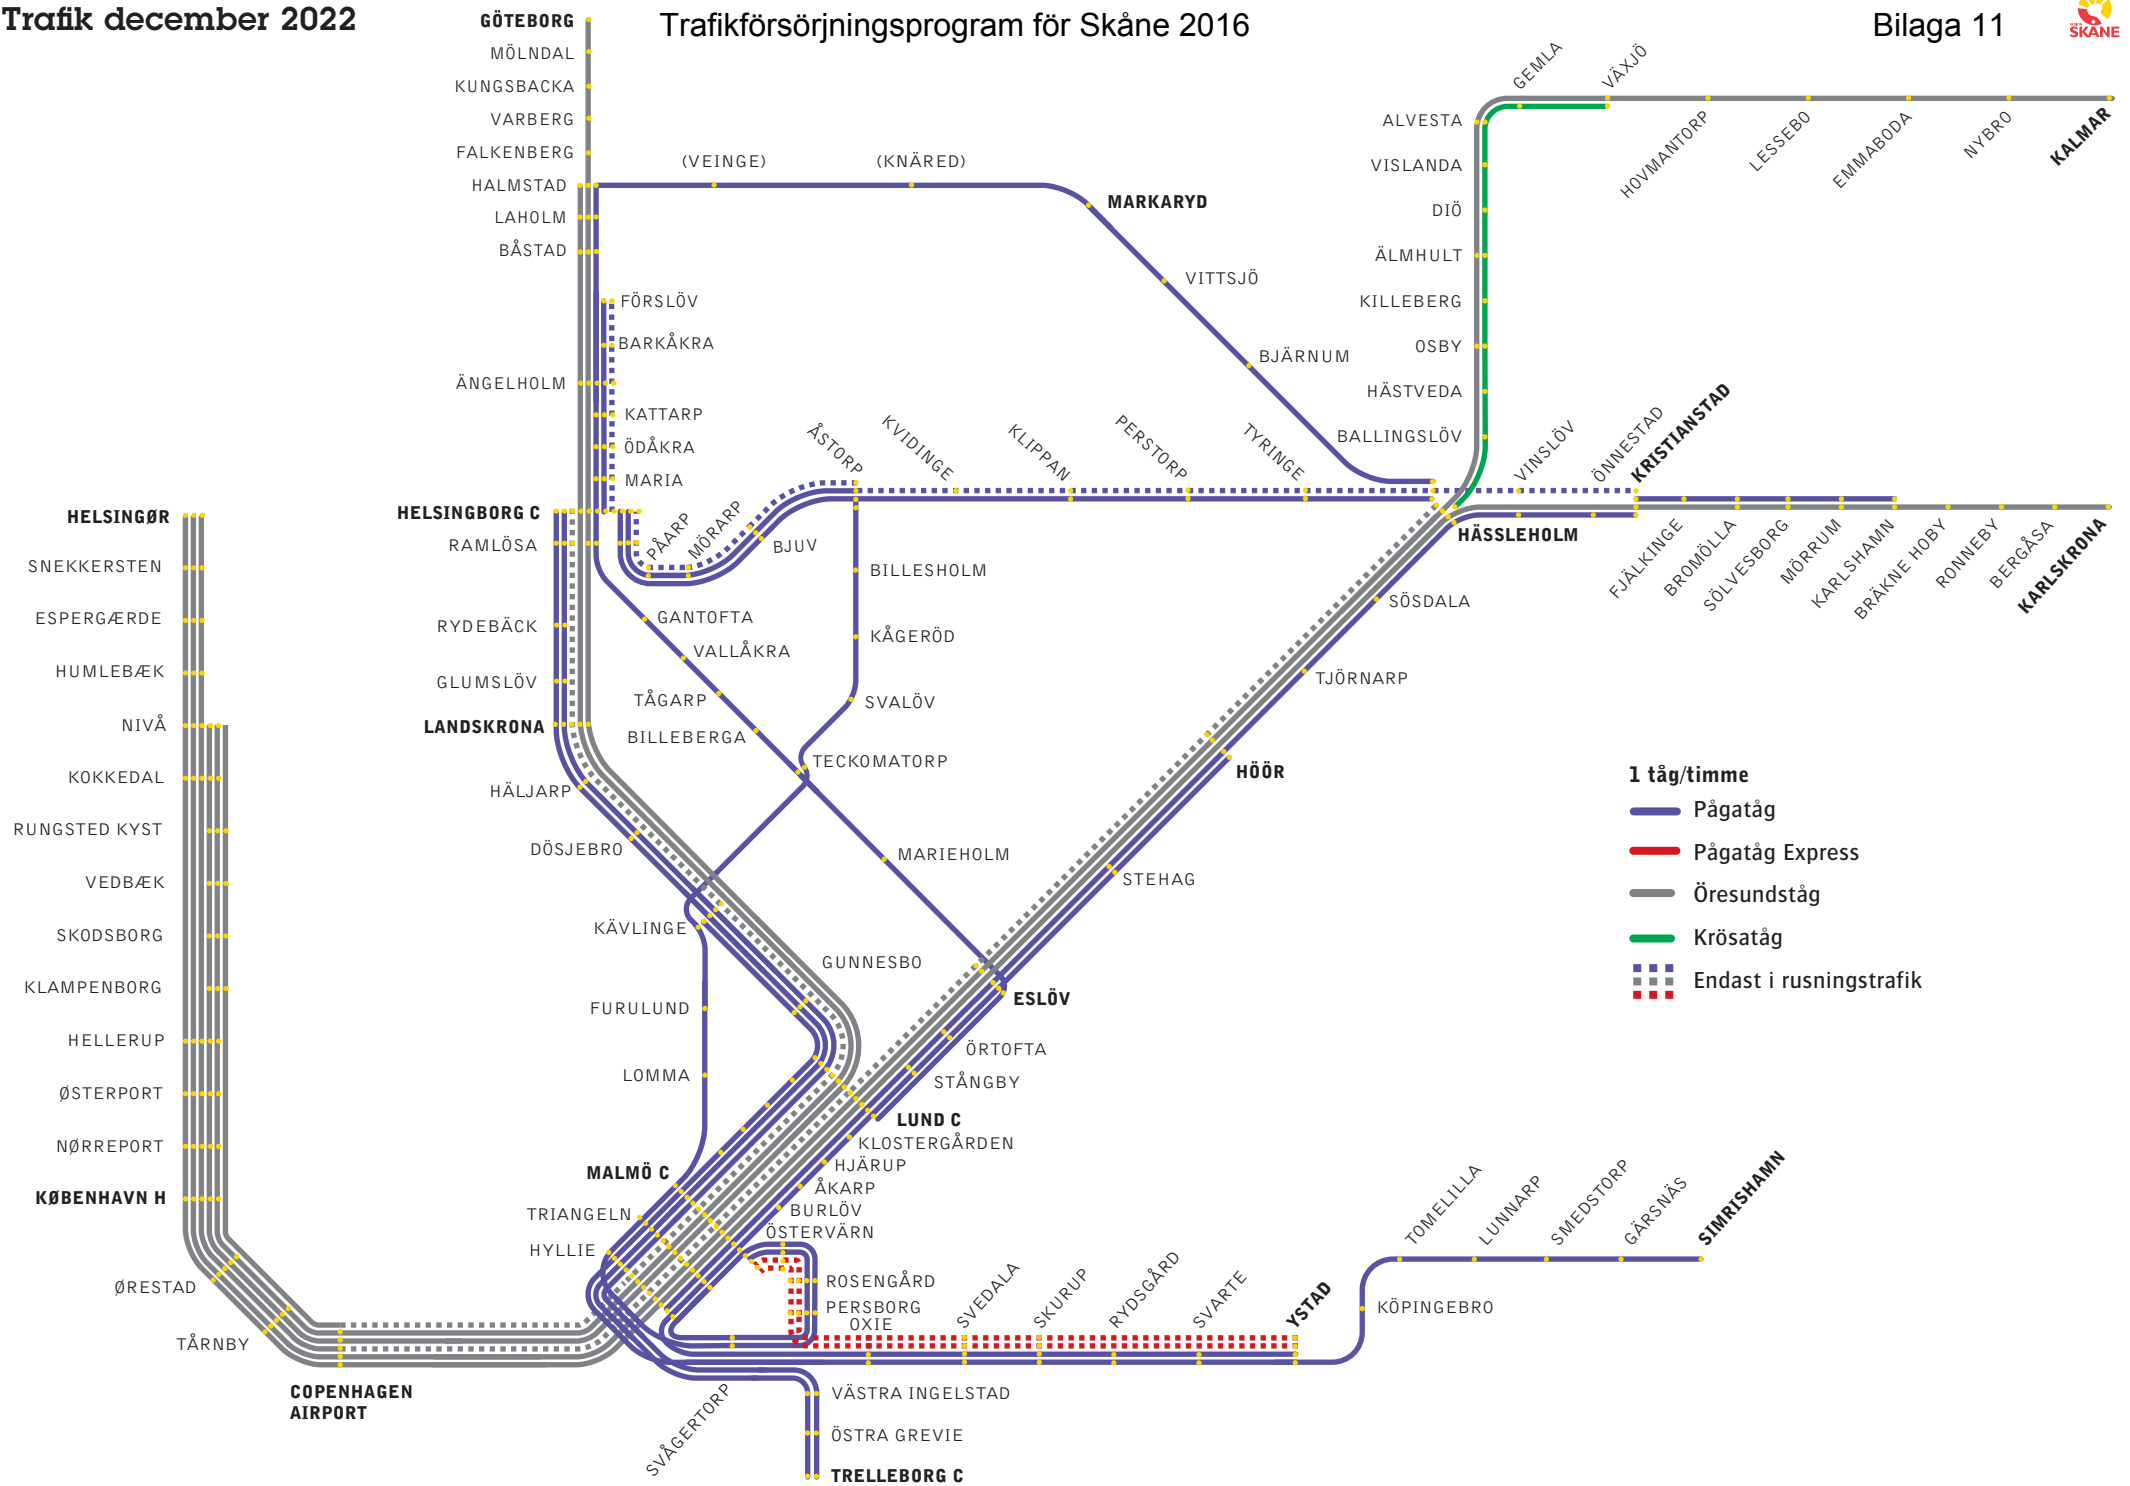 Trafik december 2022
Trafikförsörjningsprogram för Skåne 2016
Bilaga 11
REGION
SKÅNE
GÖTEBORG
MÖLNDAL
KUNGSBACKA
VARBERG
FALKENBERG
HALMSTAD
LAHOLM
BÅSTAD
(VEINGE)
(KNÄRED)
MARKARYD
VITTSJÖ
BJÄRNUM
GEMLA
VÄXJÖ
ALVESTA
VISLANDA
DIÖ
ÄLMHULT
KILLEBERG
OSBY
HÄSTVEDA
BALLINGSLÖV
HOVMANTORP
LESSEBO
EMMABODA
NYBRO
KALMAR
FÖRSLÖV
BARKÅKRA
ÄNGELHOLM
KATTARP
ÖDÅKRA
MARIA
HELSINGBORG C
RAMLÖSA
PÅARP
MÖRARP
BJUV
ÅSTORP
KVIDINGE
KLIPPAN
PERSTORP
TYRINGE
VINSLÖV
ÖNNESTAD
KRISTIANSTAD
HÄSSLEHOLM
FJÄLKINGE
BROMÖLLA
SÖLVESBORG
MÖRRUM
KARLSHAMN
BRÄKNE HOBY
RONNEBY
BERGÅSA
KARLSKRONA
HELSINGØR
SNEKKERSTEN
ESPERGÆRDE
HUMLEBÆK
NIVÅ
KOKKEDAL
RUNGSTED KYST
VEDBÆK
SKODSBORG
KLAMPENBORG
HELLERUP
ØSTERPORT
NØRREPORT
KØBENHAVN H
ØRESTAD
TÅRNBY
COPENHAGEN
AIRPORT
RYDEBÄCK
GLUMSLÖV
LANDSKRONA
HÄLJARP
DÖSJEBRO
KÄVLINGE
FURULUND
LOMMA
GANTOFTA
VALLÅKRA
TÅGARP
BILLEBERGA
BILLESHOLM
KÅGERÖD
SVALÖV
TECKOMATORP
MARIEHOLM
GUNNESBO
SÖSDALA
TJÖRNARP
HÖÖR
STEHAG
ESLÖV
ÖRTOFTA
STÅNGBY
LUND C
KLOSTERGÅRDEN
HJÄRUP
ÅKARP
BURLÖV
ÖSTERVÄRN
MALMÖ C
TRIANGELN
HYLLIE
ROSENGÅRD
PERSBORG
OXIE
SVEDALA
SKURUP
RYDSGÅRD
SVARTE
YSTAD
KÖPINGEBRO
TOMELILLA
LUNNARP
SMEDSTORP
GÄRSNÄS
SIMRISHAMN
SVÅGERTORP
VÄSTRA INGELSTAD
ÖSTRA GREVIE
TRELLEBORG C
1 tåg/timme
Pågatåg
Pågatåg Express
Öresundståg
Krösatåg
Endast i rusningstrafik